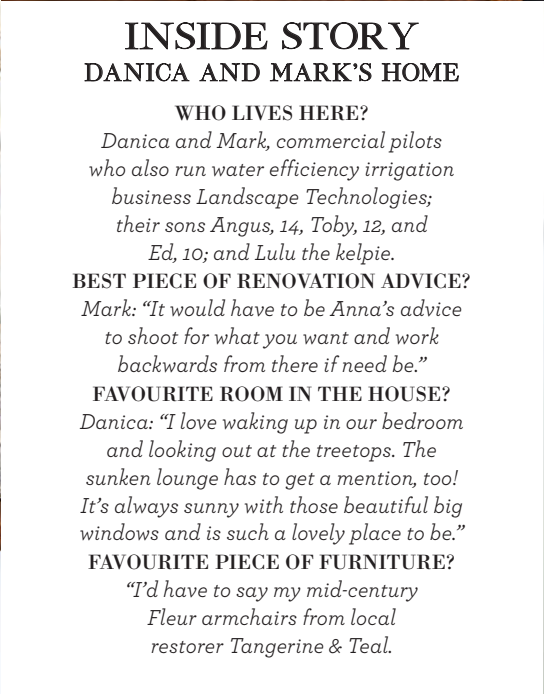 INSIDE STORY
DANICA AND MARK'S HOME
WHO LIVES HERE?
Danica and Mark, commercial pilots
who also run water efficiency irrigation
business Landscape Technologies;
their sons Angus, 14, Toby, 12, and
Ed, 10; and Lulu the kelpie.
BEST PIECE OF RENOVATION ADVICE?
Mark: “It would have to be Anna’s advice
to shoot for what you want and work
backwards from there if need be.”
FAVOURITE ROOM IN THE HOUSE?
Danica: “I love waking up in our bedroom
and looking out at the treetops. The
sunken lounge has to get a mention, too!
It’s always sunny with those beautiful big
windows and is such a lovely place to be.”
FAVOURITE PIECE OF FURNITURE?
“I’d have to say my mid-century
Fleur armchairs from local
restorer Tangerine & Teal.